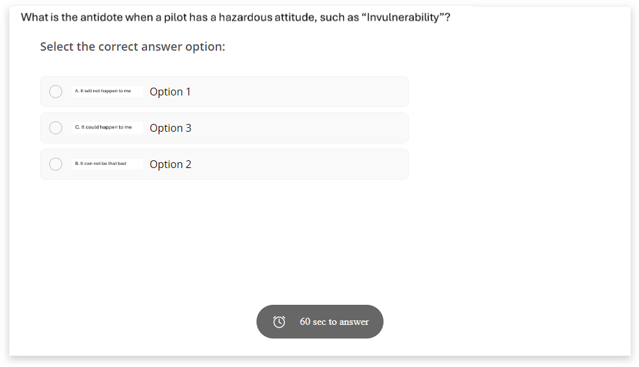 What is the antidote when a pilot has a hazardous attitude, such as “Invulnerability”?
Select the correct answer option:
A. It will not happen to me Option 1
C. It could happen to me Option 3
B. It can not be that bad Option 2
60 sec to answer